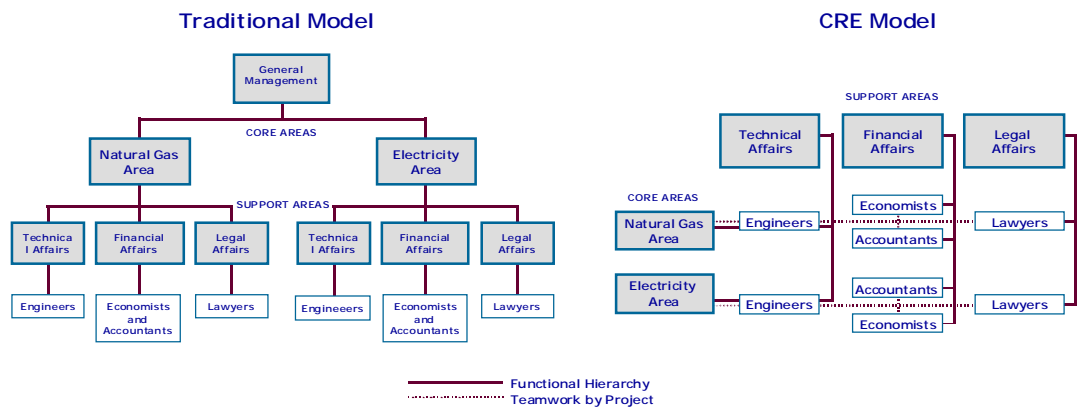 Traditional Model
General
Management
CORE AREAS
Natural Gas
Area
Electricity
Area
SUPPORT AREAS
Technica
l Affairs
Financial
Affairs
Legal
Affairs
Technica
l Affairs
Financial
Affairs
Legal
Affairs
Engineers
Economists
and
Accountants
Lawyers
Engineeers
Economists
and
Accountants
Lawyers
CRE Model
SUPPORT AREAS
Technical
Affairs
Financial
Affairs
Legal
Affairs
CORE AREAS
Natural Gas
Area
Engineers
Economists
Accountants
Lawyers
Electricity
Area
Engineers
Accountants
Economists
Lawyers
Functional Hierarchy
Teamwork by Project